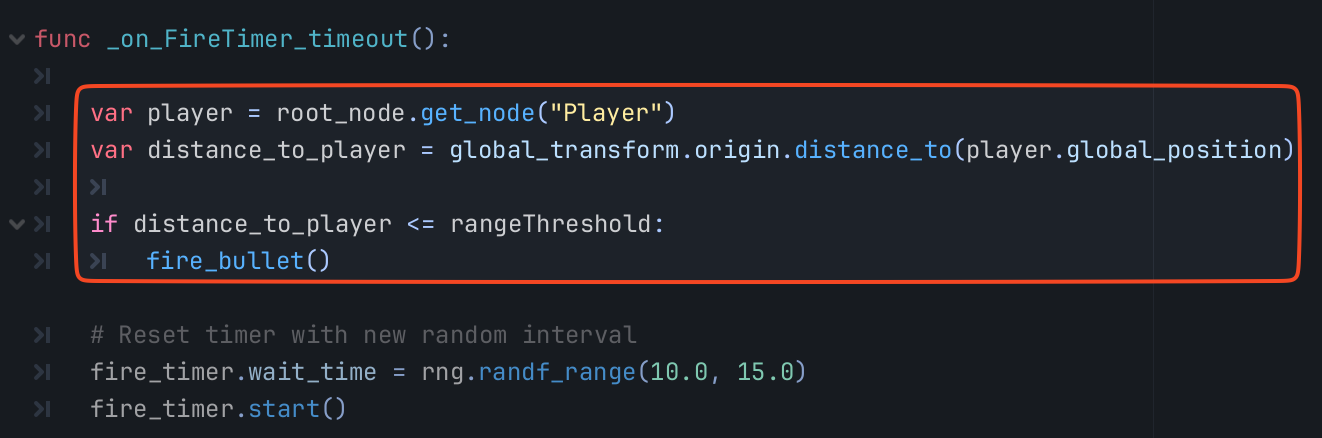 func _on_FireTimer_timeout():
var player = root_node.get_node("Player")
var distance_to_player = global_transform.origin.distance_to(player.global_position)
if distance_to_player <= rangeThreshold:
fire_bullet()
# Reset timer with new random interval
fire_timer.wait_time = rng.randf_range(10.0, 15.0)
fire_timer.start()